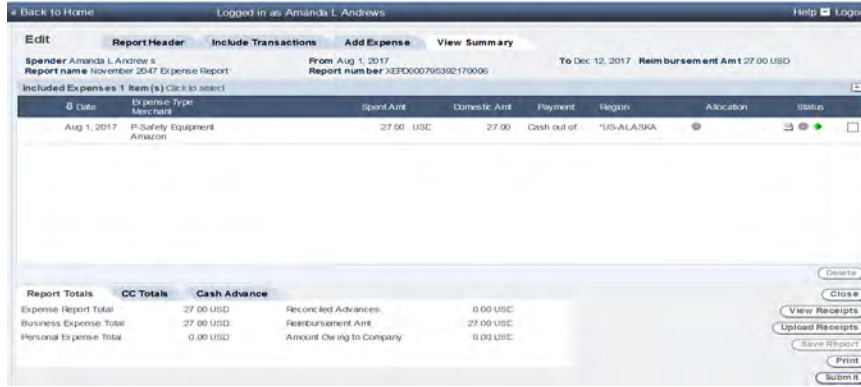 « Back to Home Logged in as Amanda L Andrews Help Logo
Edit Report Header Include Transactions Add Expense View Summary
Spender Amanda L Andrews From Aug 1, 2017 To Dec 12, 2017 Reimbursement Amt 27.00 USD
Report name November 2047 Expense Report Report number XEPD000795392170006
Included Expenses 1 Item(s) Click to select
Date Expense Type Merchant Spent Amt Domestic Amt Payment Region Allocation Status
Aug 1, 2017 P-Safety Equipment 27.00 USD 27.00 Cash out of *US-ALASKA
Amazon
Delete
Report Totals CC Totals Cash Advance Close
Expense Report Total 27.00 USD Reconciled Advances 0.00 USD View Receipts
Business Expense Total 27.00 USD Reimbursement Amt 27.00 USD Upload Receipts
Personal Expense Total 0.00 USD Amount Owing to Company 0.00 USD Save Report
Print
Submit